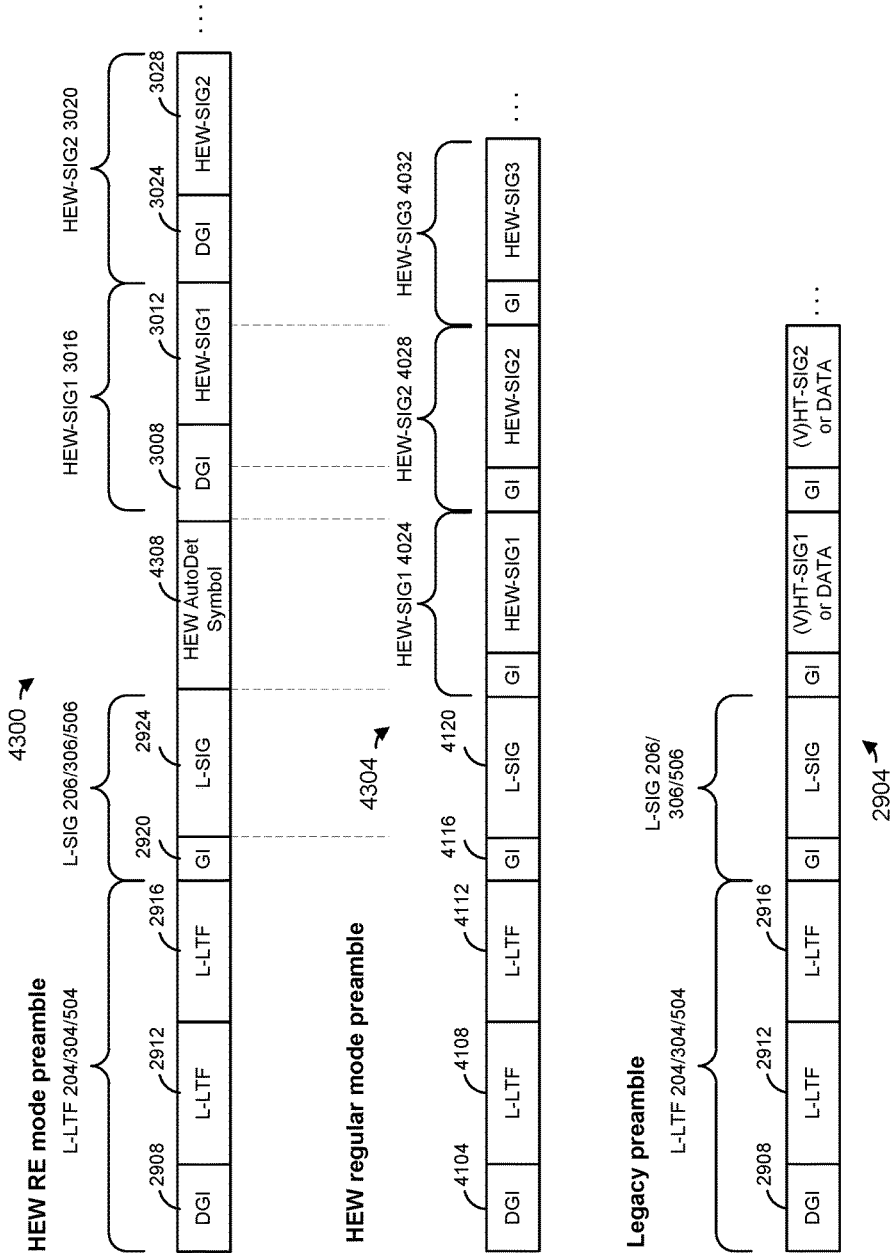 4300
HEW RE mode preamble
L-LTF 204/304/504
L-SIG 206/306/506
HEW-SIG1 3016
HEW-SIG2 3020
2908
2912
2916
2920
2924
4308
3008
3012
3024
3028
DGI
L-LTF
L-LTF
GI
L-SIG
HEW AutoDet
Symbol
DGI
HEW-SIG1
DGI
HEW-SIG2
...
HEW regular mode preamble
4304
HEW-SIG1 4024
HEW-SIG2 4028
HEW-SIG3 4032
4104
4108
4112
4116
4120
DGI
L-LTF
L-LTF
GI
L-SIG
GI
HEW-SIG1
GI
HEW-SIG2
GI
HEW-SIG3
...
Legacy preamble
L-LTF 204/304/504
L-SIG 206/
306/506
2908
2912
2916
DGI
L-LTF
L-LTF
GI
L-SIG
GI
(V)HT-SIG1
or DATA
GI
(V)HT-SIG2
or DATA
...
2904